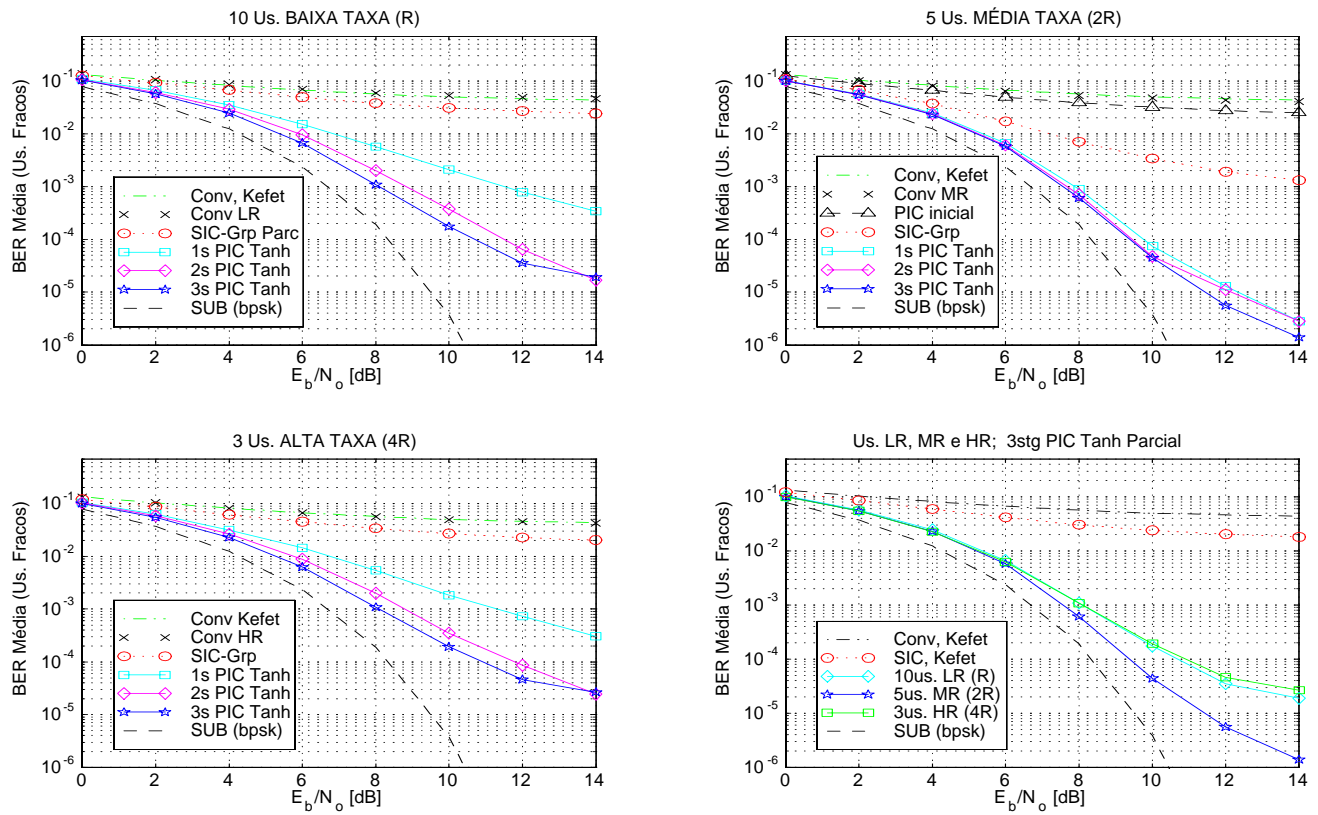 10 Us. BAIXA TAXA (R)
BER Média (Us. Fracos)
10^-1
10^-2
10^-3
10^-4
10^-5
10^-6
Conv, Kefet
Conv LR
SIC-Grp Parc
1s PIC Tanh
2s PIC Tanh
3s PIC Tanh
SUB (bpsk)
0 2 4 6 8 10 12 14
E_b/N_o [dB]
5 Us. MÉDIA TAXA (2R)
BER Média (Us. Fracos)
10^-1
10^-2
10^-3
10^-4
10^-5
10^-6
Conv, Kefet
Conv MR
PIC inicial
SIC-Grp
1s PIC Tanh
2s PIC Tanh
3s PIC Tanh
SUB (bpsk)
0 2 4 6 8 10 12 14
E_b/N_o [dB]
3 Us. ALTA TAXA (4R)
BER Média (Us. Fracos)
10^-1
10^-2
10^-3
10^-4
10^-5
10^-6
Conv Kefet
Conv HR
SIC-Grp
1s PIC Tanh
2s PIC Tanh
3s PIC Tanh
SUB (bpsk)
0 2 4 6 8 10 12 14
E_b/N_o [dB]
Us. LR, MR e HR; 3stg PIC Tanh Parcial
BER Média (Us. Fracos)
10^-1
10^-2
10^-3
10^-4
10^-5
10^-6
Conv, Kefet
SIC, Kefet
10us. LR (R)
5us. MR (2R)
3us. HR (4R)
SUB (bpsk)
0 2 4 6 8 10 12 14
E_b/N_o [dB]